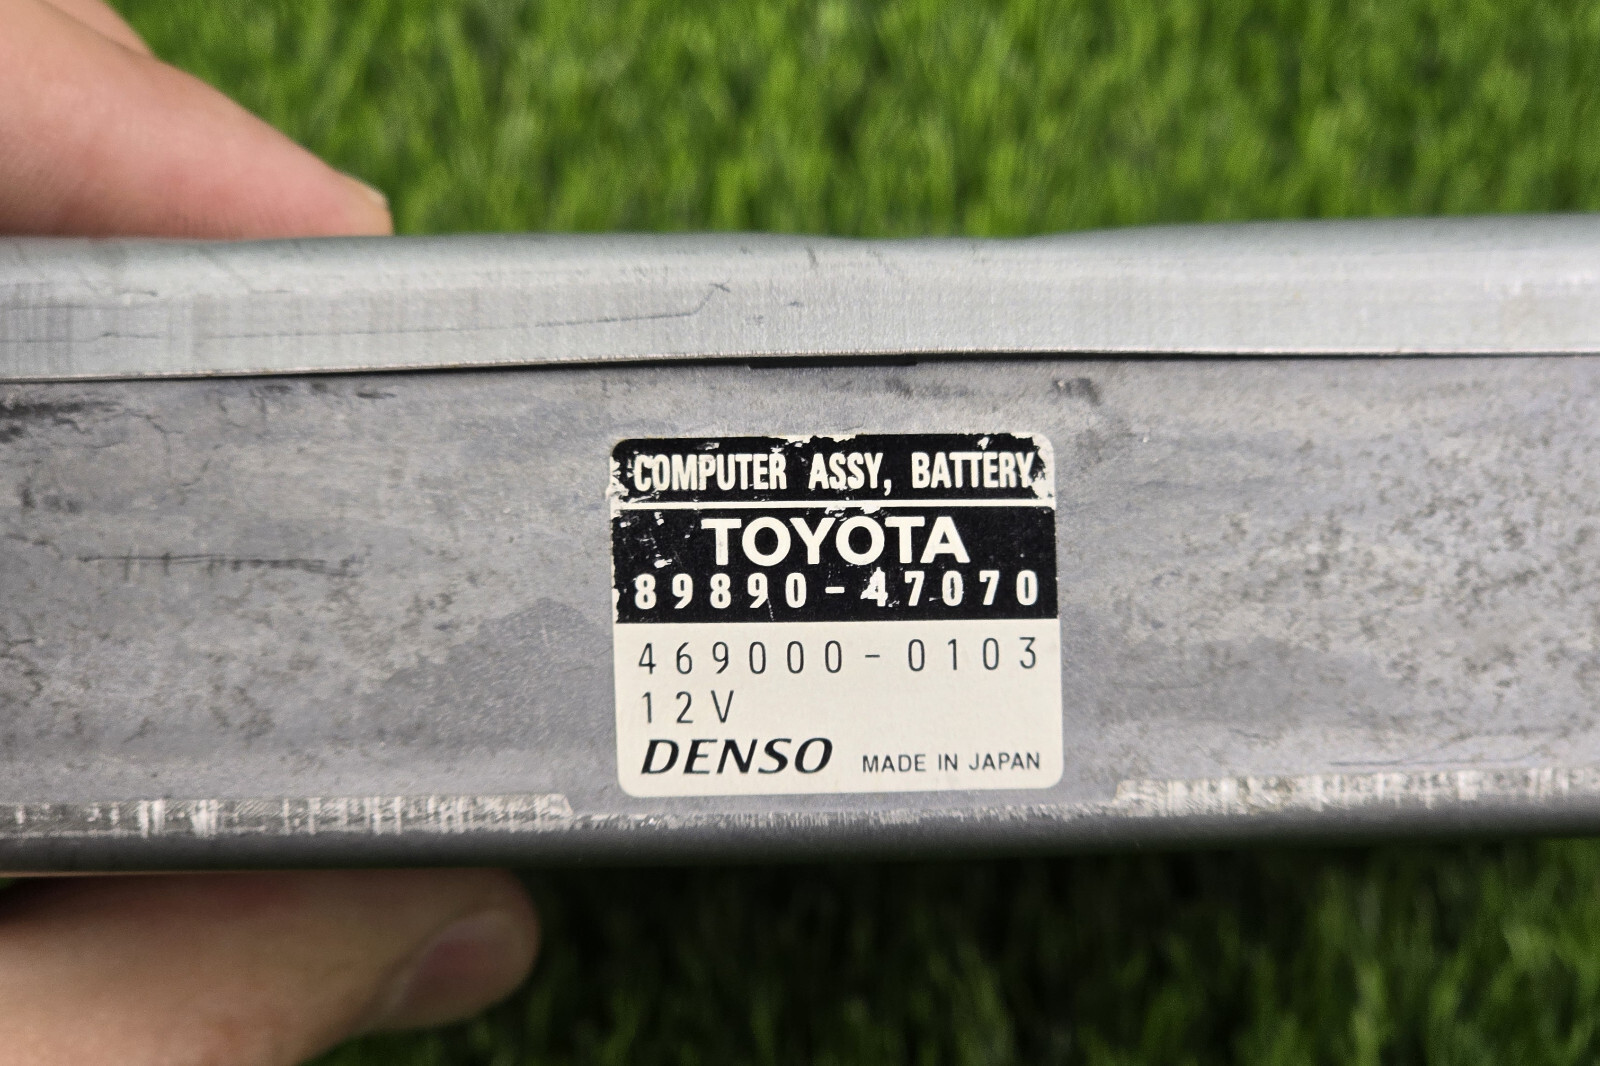 COMPUTER ASSY, BATTERY
TOYOTA
89890-47070
469000-0103
12V
DENSO MADE IN JAPAN